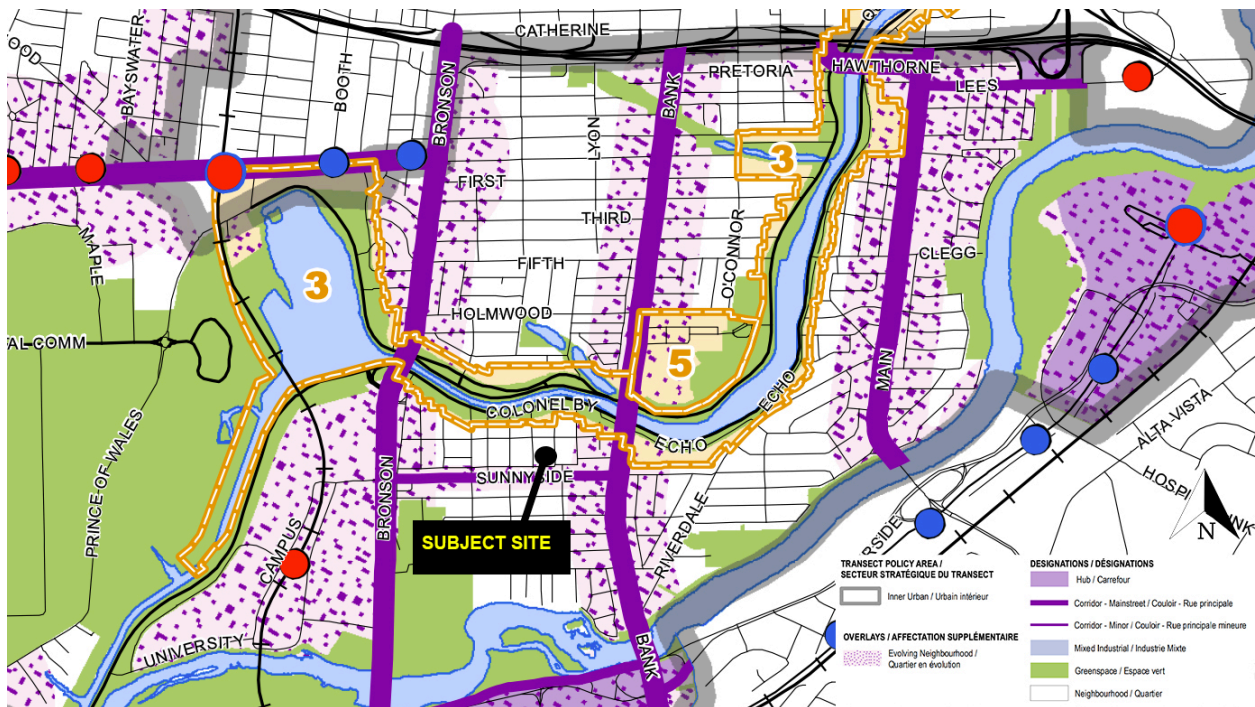 CATHERINE
BAYSWATER
BOOTH
BRONSON
LYON
BANK
PRETORIA
HAWTHORNE
LEES
FIRST
3
THIRD
O'CONNOR
CLEGG
MAPLE
3
FIFTH
HOLMWOOD
TAL COMM
5
MAIN
PRINCE OF WALES
COLONEL BY
ECHO
ECHO
ALTA VISTA
SUNNYSIDE
BRONSON
HOSPI
CAMPUS
SUBJECT SITE
RIVERDALE
N
UNIVERSITY
BANK
TRANSECT POLICY AREA /
SECTEUR STRATÉGIQUE DU TRANSECT
Inner Urban / Urbain intérieur
OVERLAYS / AFFECTATION SUPPLÉMENTAIRE
Evolving Neighbourhood /
Quartier en évolution
DESIGNATIONS / DÉSIGNATIONS
Hub / Carrefour
Corridor - Mainstreet / Couloir - Rue principale
Corridor - Minor / Couloir - Rue principale mineure
Mixed Industrial / Industrie Mixte
Greenspace / Espace vert
Neighbourhood / Quartier